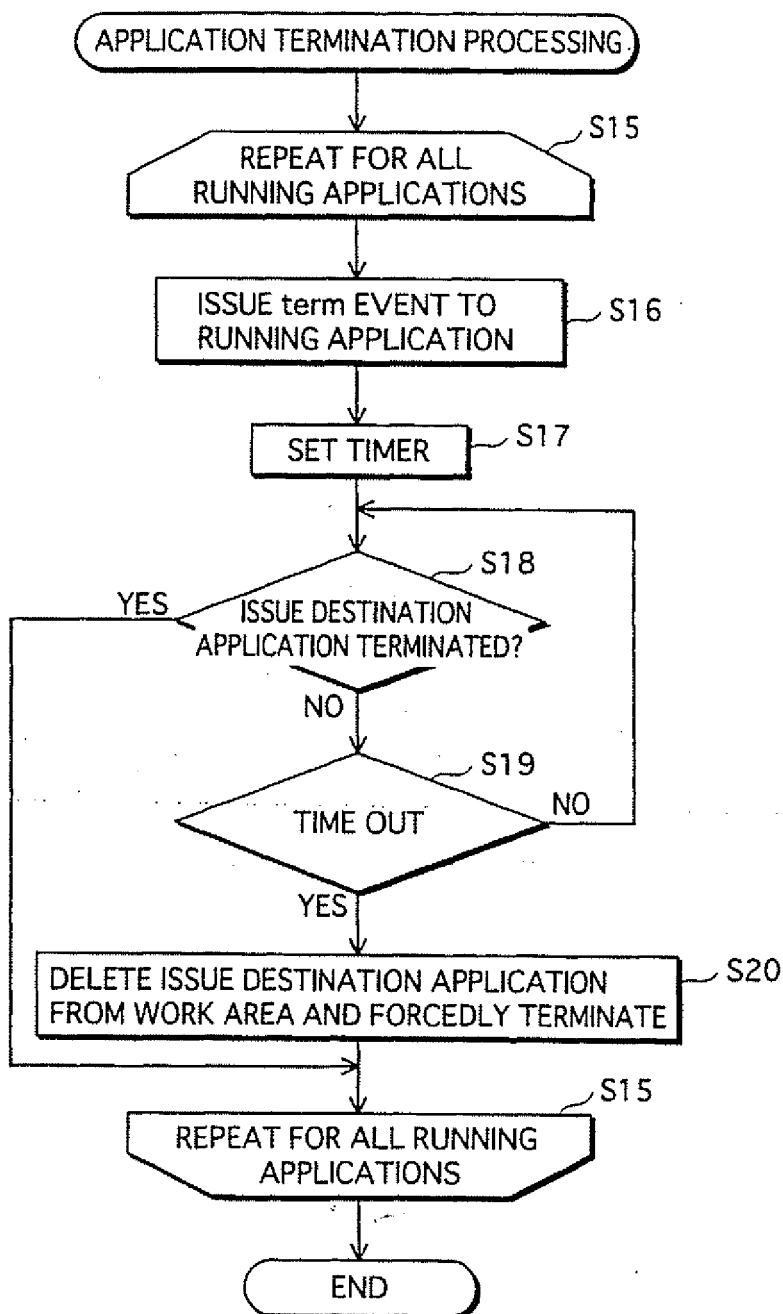 APPLICATION TERMINATION PROCESSING
S15
REPEAT FOR ALL
RUNNING APPLICATIONS
ISSUE term EVENT TO
RUNNING APPLICATION
S16
SET TIMER
S17
S18
YES
ISSUE DESTINATION
APPLICATION TERMINATED?
NO
S19
TIME OUT
NO
YES
DELETE ISSUE DESTINATION APPLICATION
FROM WORK AREA AND FORCEDLY TERMINATE
S20
S15
REPEAT FOR ALL RUNNING
APPLICATIONS
END